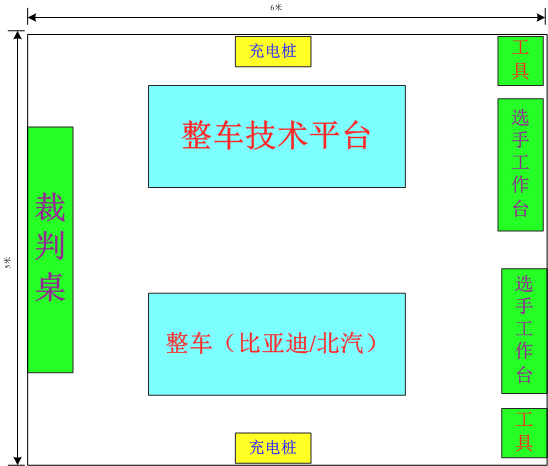 6米
充电桩
工具
整车技术平台
选手工作台
裁判桌
5米
选手工作台
整车（比亚迪/北汽）
工具
充电桩